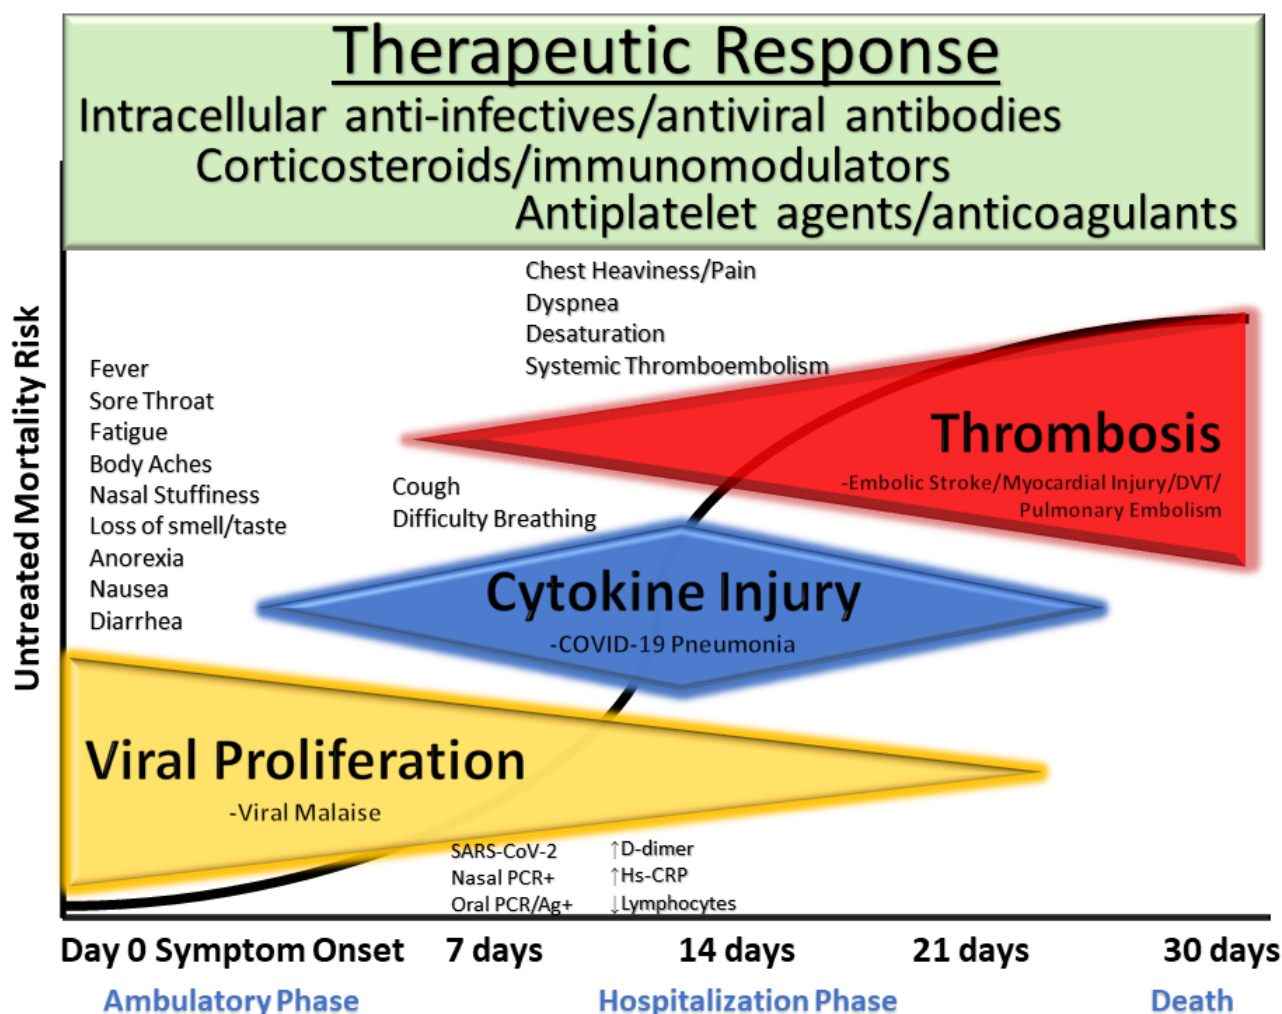 Therapeutic Response
Intracellular anti-infectives/antiviral antibodies
Corticosteroids/immunomodulators
Antiplatelet agents/anticoagulants
Untreated Mortality Risk
Chest Heaviness/Pain
Dyspnea
Desaturation
Systemic Thromboembolism
Fever
Sore Throat
Fatigue
Body Aches
Nasal Stuffiness
Loss of smell/taste
Anorexia
Nausea
Diarrhea
Cough
Difficulty Breathing
Thrombosis
-Embolic Stroke/Myocardial Injury/DVT/
Pulmonary Embolism
Cytokine Injury
-COVID-19 Pneumonia
Viral Proliferation
-Viral Malaise
SARS-CoV-2
Nasal PCR+
Oral PCR/Ag+
↑D-dimer
↑Hs-CRP
↓Lymphocytes
Day 0 Symptom Onset 7 days 14 days 21 days 30 days
Ambulatory Phase Hospitalization Phase Death